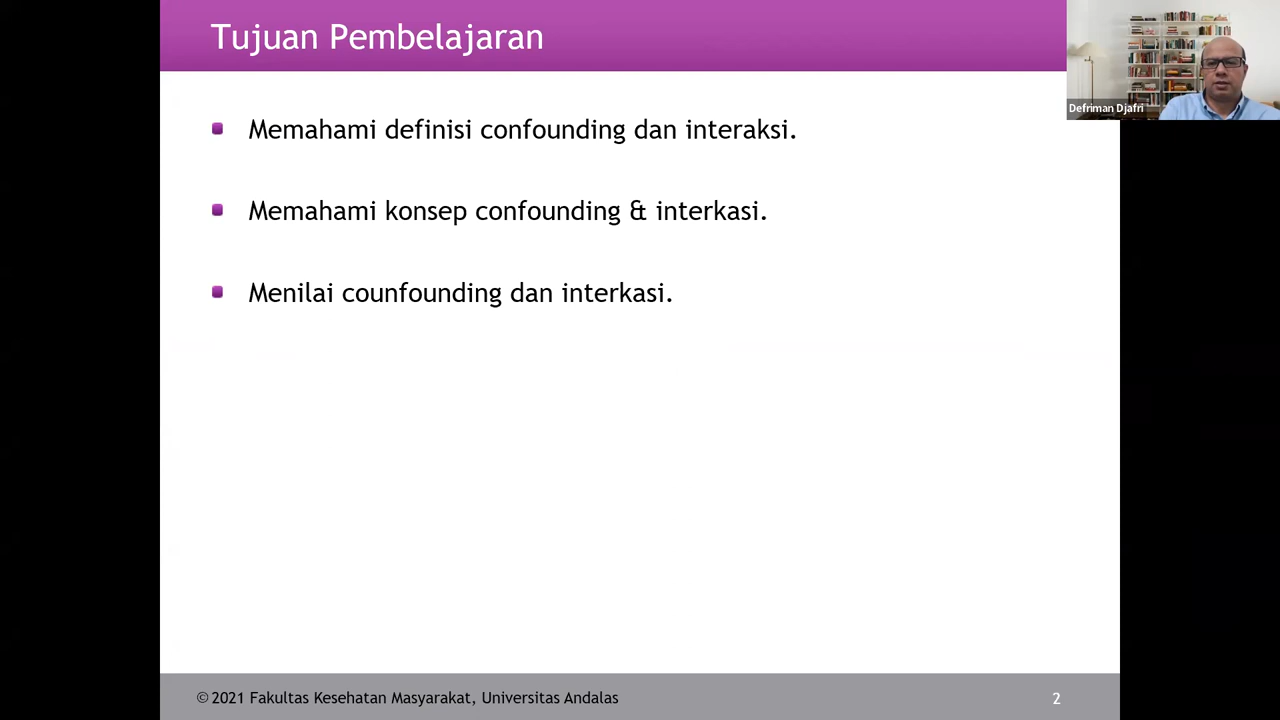 Tujuan Pembelajaran
Defriman Djafri
Memahami definisi confounding dan interaksi.
Memahami konsep confounding & interkasi.
Menilai counfounding dan interkasi.
© 2021 Fakultas Kesehatan Masyarakat, Universitas Andalas
2